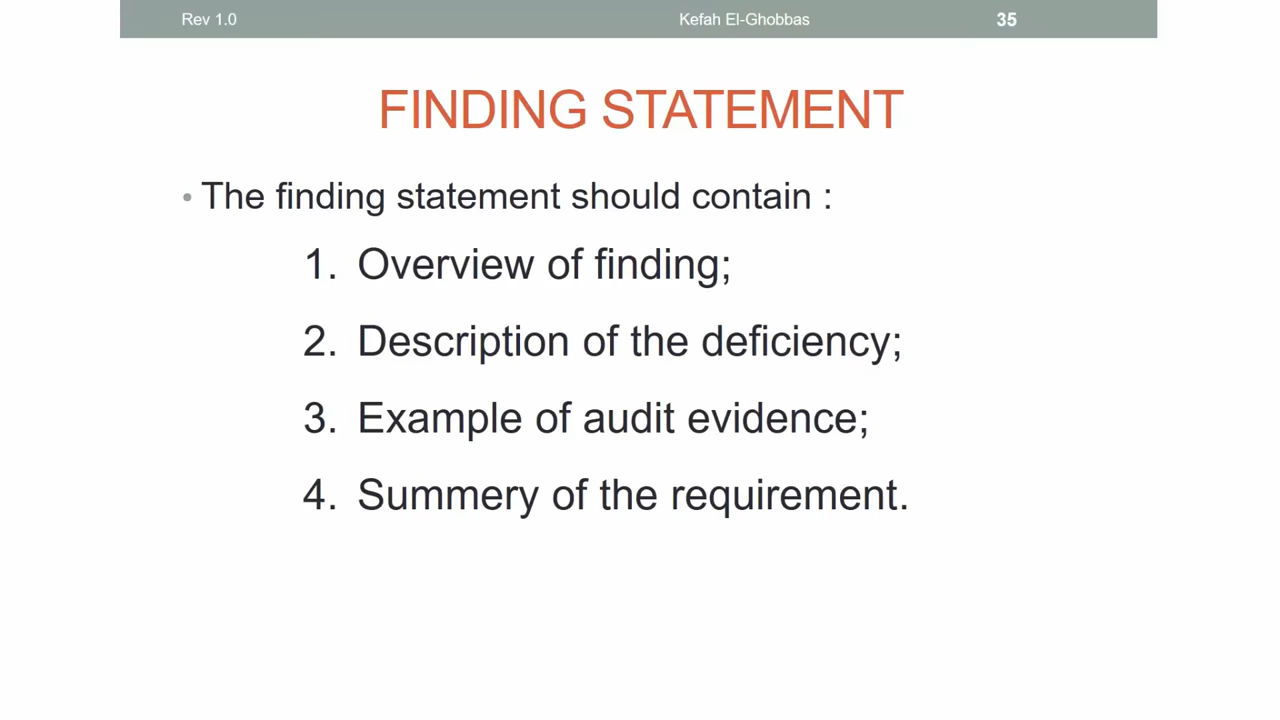 Rev 1.0 Kefah El-Ghobbas 35
FINDING STATEMENT
• The finding statement should contain :
1. Overview of finding;
2. Description of the deficiency;
3. Example of audit evidence;
4. Summery of the requirement.